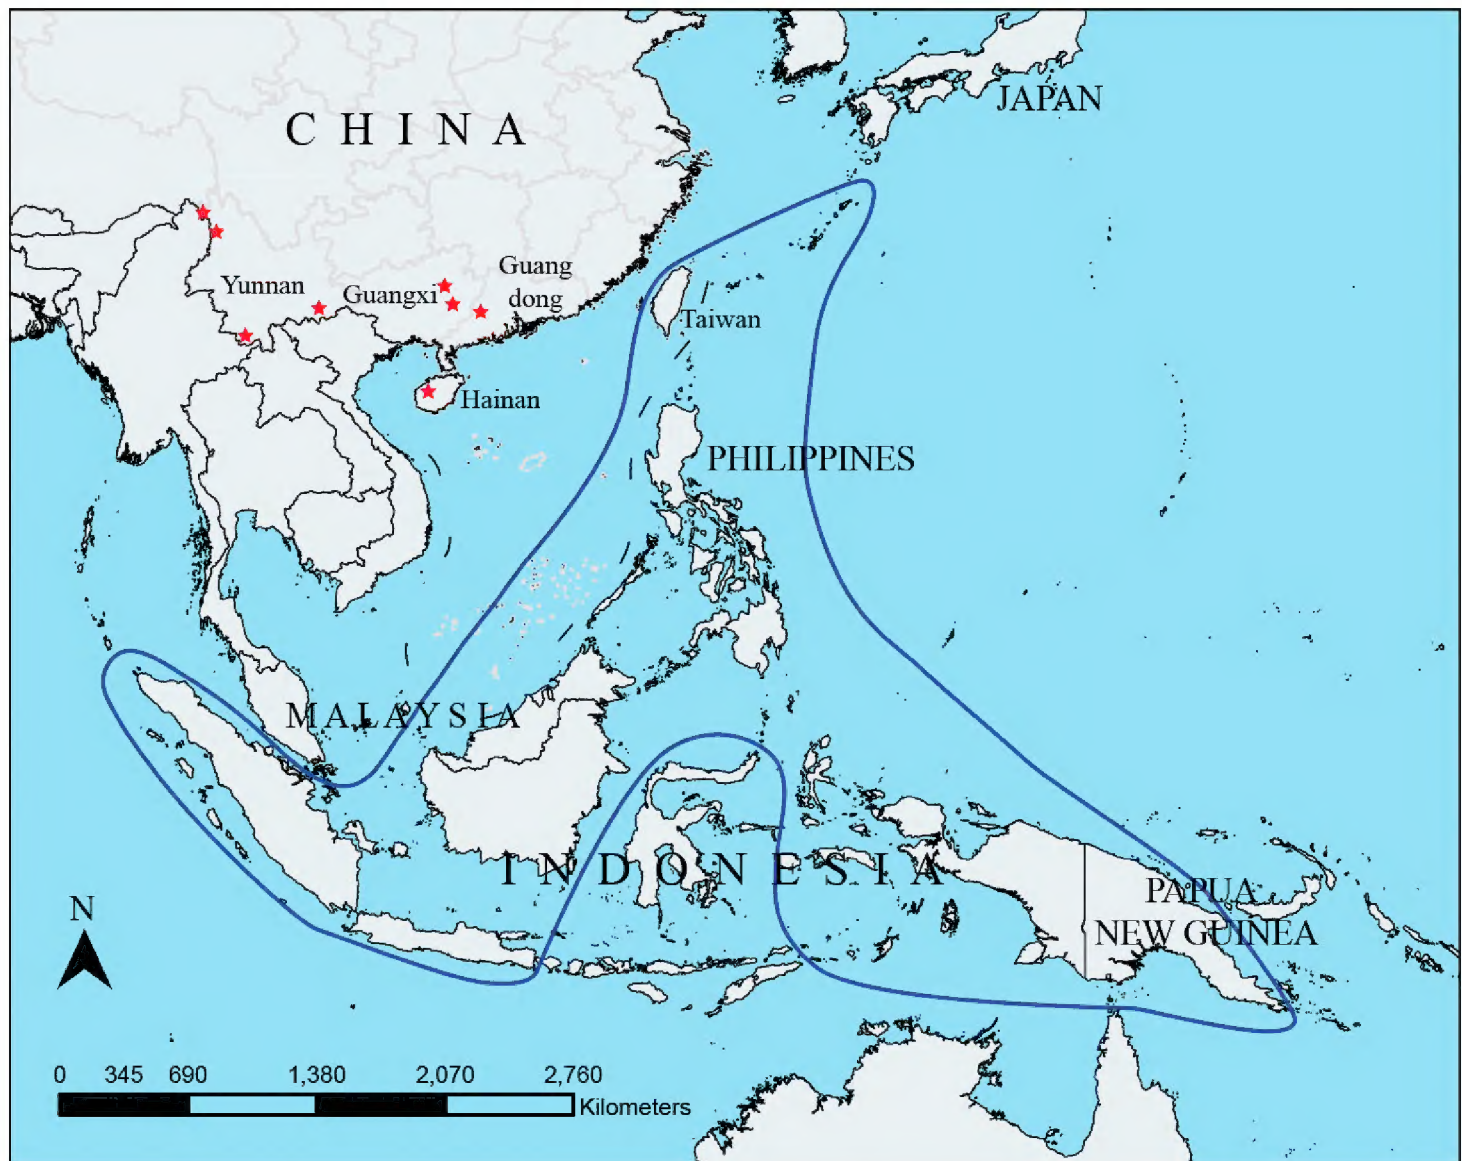 JAPAN
C H I N A
Guang
dong
Yunnan
Guangxi
Taiwan
Hainan
PHILIPPINES
MALAYSIA
INDONESIA
PAPUA
NEW GUINEA
N
0 345 690 1,380 2,070 2,760
Kilometers